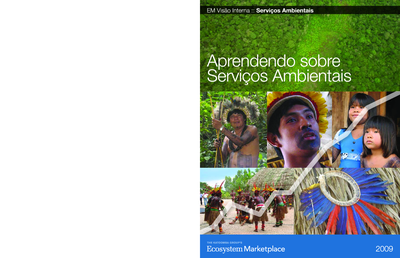 EM Visão Interna :: Serviços Ambientais
Aprendendo sobre
Serviços Ambientais
Ecosystem Marketplace
2009